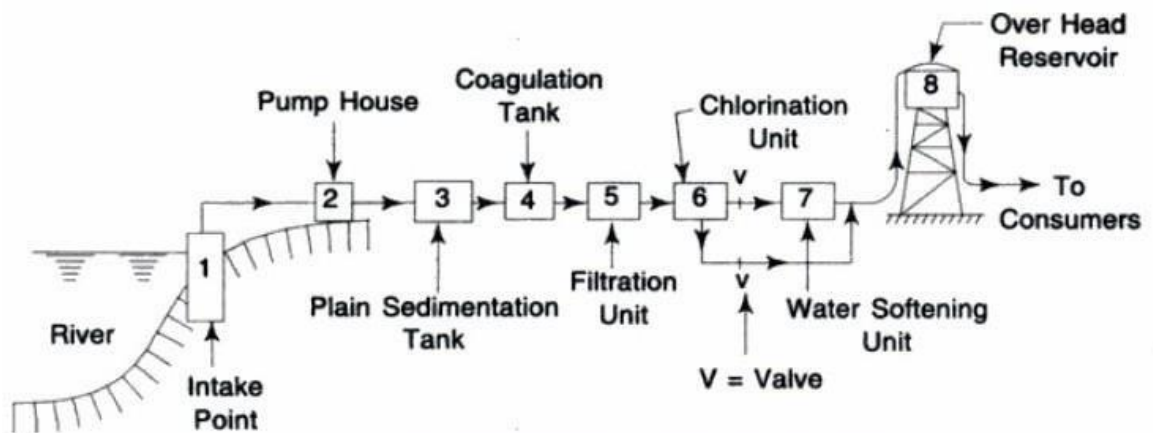 Over Head
Reservoir
8
Coagulation
Tank
Pump House
Chlorination
Unit
V
2
3
4
5
6
7
To
Consumers
1
V
River
Plain Sedimentation
Tank
Filtration
Unit
Water Softening
Unit
Intake
Point
V = Valve